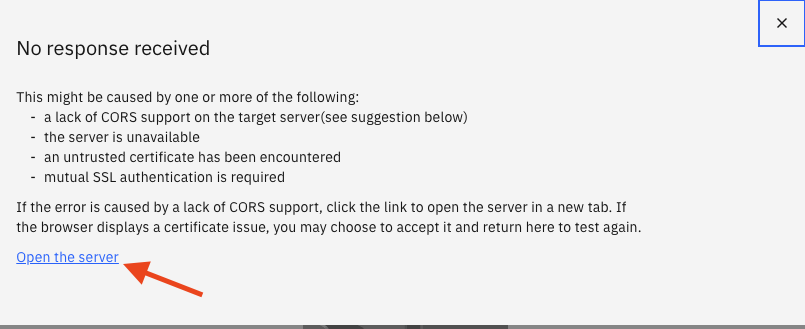 No response received
This might be caused by one or more of the following:
- a lack of CORS support on the target server(see suggestion below)
- the server is unavailable
- an untrusted certificate has been encountered
- mutual SSL authentication is required
If the error is caused by a lack of CORS support, click the link to open the server in a new tab. If
the browser displays a certificate issue, you may choose to accept it and return here to test again.
Open the server